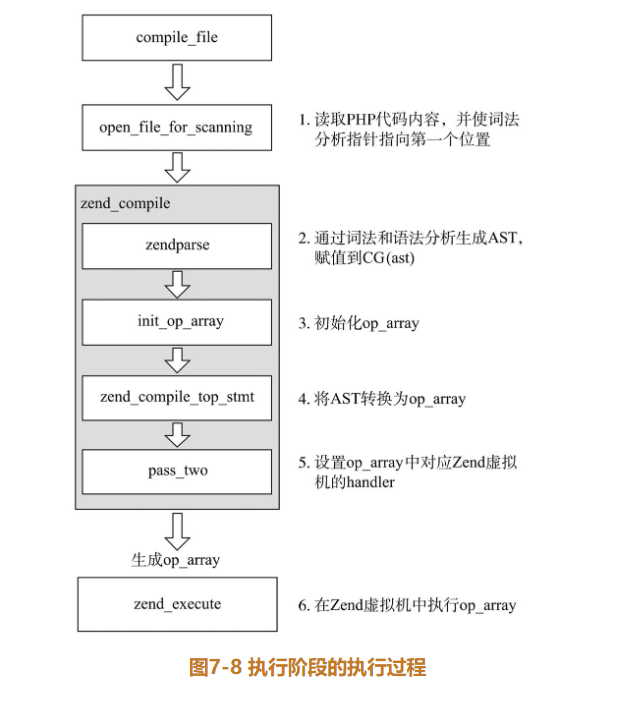 compile_file
open_file_for_scanning
1. 读取PHP代码内容，并使词法
分析指针指向第一个位置
zend_compile
zendparse
2. 通过词法和语法分析生成AST，
赋值到CG(ast)
init_op_array
3. 初始化op_array
zend_compile_top_stmt
4. 将AST转换为op_array
pass_two
5. 设置op_array中对应Zend虚拟
机的handler
生成op_array
zend_execute
6. 在Zend虚拟机中执行op_array
图7-8 执行阶段的执行过程